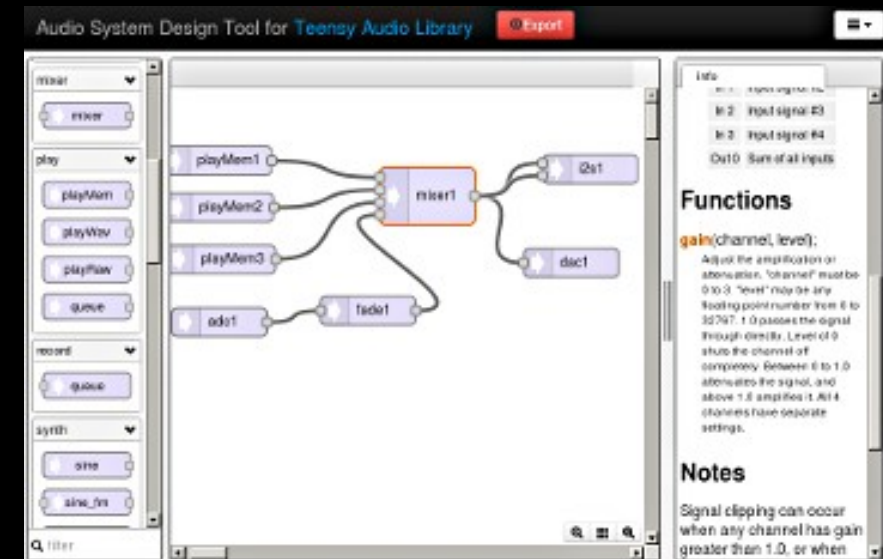 Audio System Design Tool for Teensy Audio Library
Export
mixer
mixer
play
playMem
playWav
playRaw
queue
record
queue
synth
sine
sine_fm
filter
playMem1
playMem2
playMem3
adc1
fade1
mixer1
i2s1
dac1
info
In 1 Input signal #2
In 2 Input signal #3
In 3 Input signal #4
Out 0 Sum of all inputs
Functions
gain(channel, level);
Adjust the amplification or
attenuation. "channel" must be
0 to 3. "level" may be any
floating point number from 0 to
32767. 1.0 passes the signal
through directly. Level of 0
shuts the channel off
completely. Between 0 to 1.0
attenuates the signal, and
above 1.0 amplifies it. All 4
channels have separate
settings.
Notes
Signal clipping can occur
when any channel has gain
greater than 1.0, or when